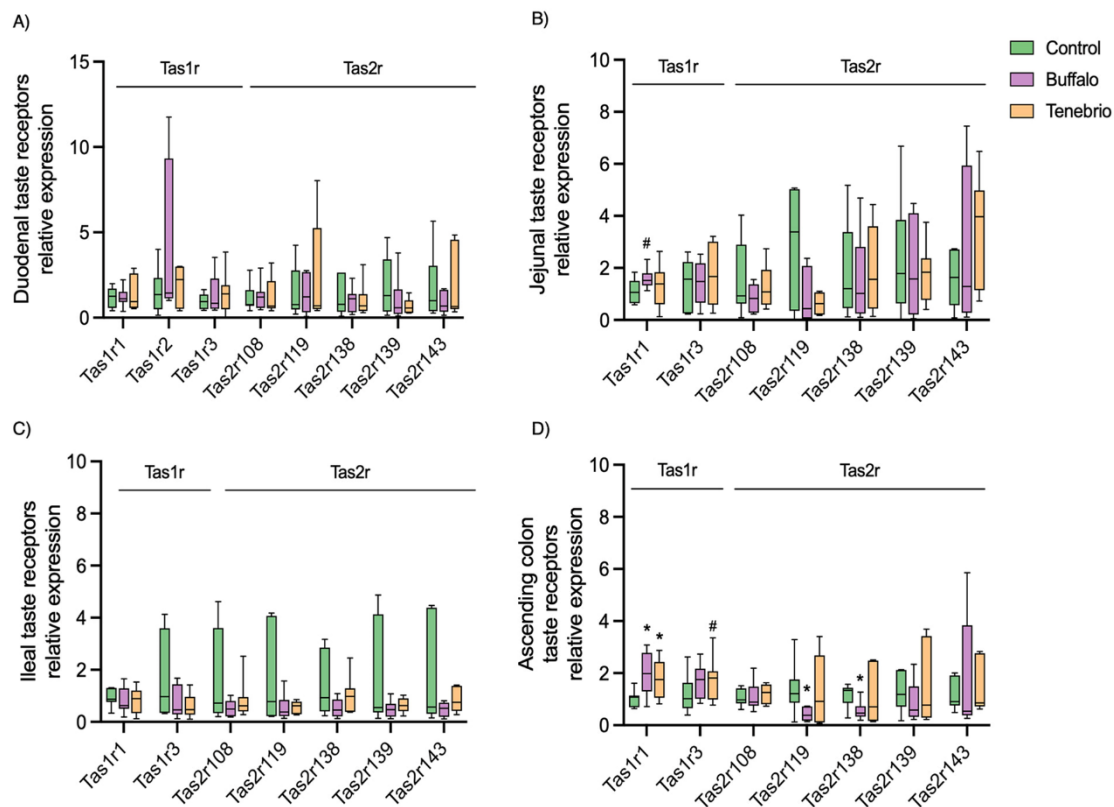 A)
Duodenal taste receptors
relative expression
15
10
5
0
Tas1r
Tas2r
Tas1r1
Tas1r2
Tas1r3
Tas2r108
Tas2r119
Tas2r138
Tas2r139
Tas2r143
B)
Jejunal taste receptors
relative expression
10
8
6
4
2
0
Tas1r
Tas2r
#
Tas1r1
Tas1r3
Tas2r108
Tas2r119
Tas2r138
Tas2r139
Tas2r143
Control
Buffalo
Tenebrio
C)
Ileal taste receptors
relative expression
10
8
6
4
2
0
Tas1r
Tas2r
Tas1r1
Tas1r3
Tas2r108
Tas2r119
Tas2r138
Tas2r139
Tas2r143
D)
Ascending colon
taste receptors
relative expression
10
8
6
4
2
0
Tas1r
Tas2r
* *
#
*
*
Tas1r1
Tas1r3
Tas2r108
Tas2r119
Tas2r138
Tas2r139
Tas2r143